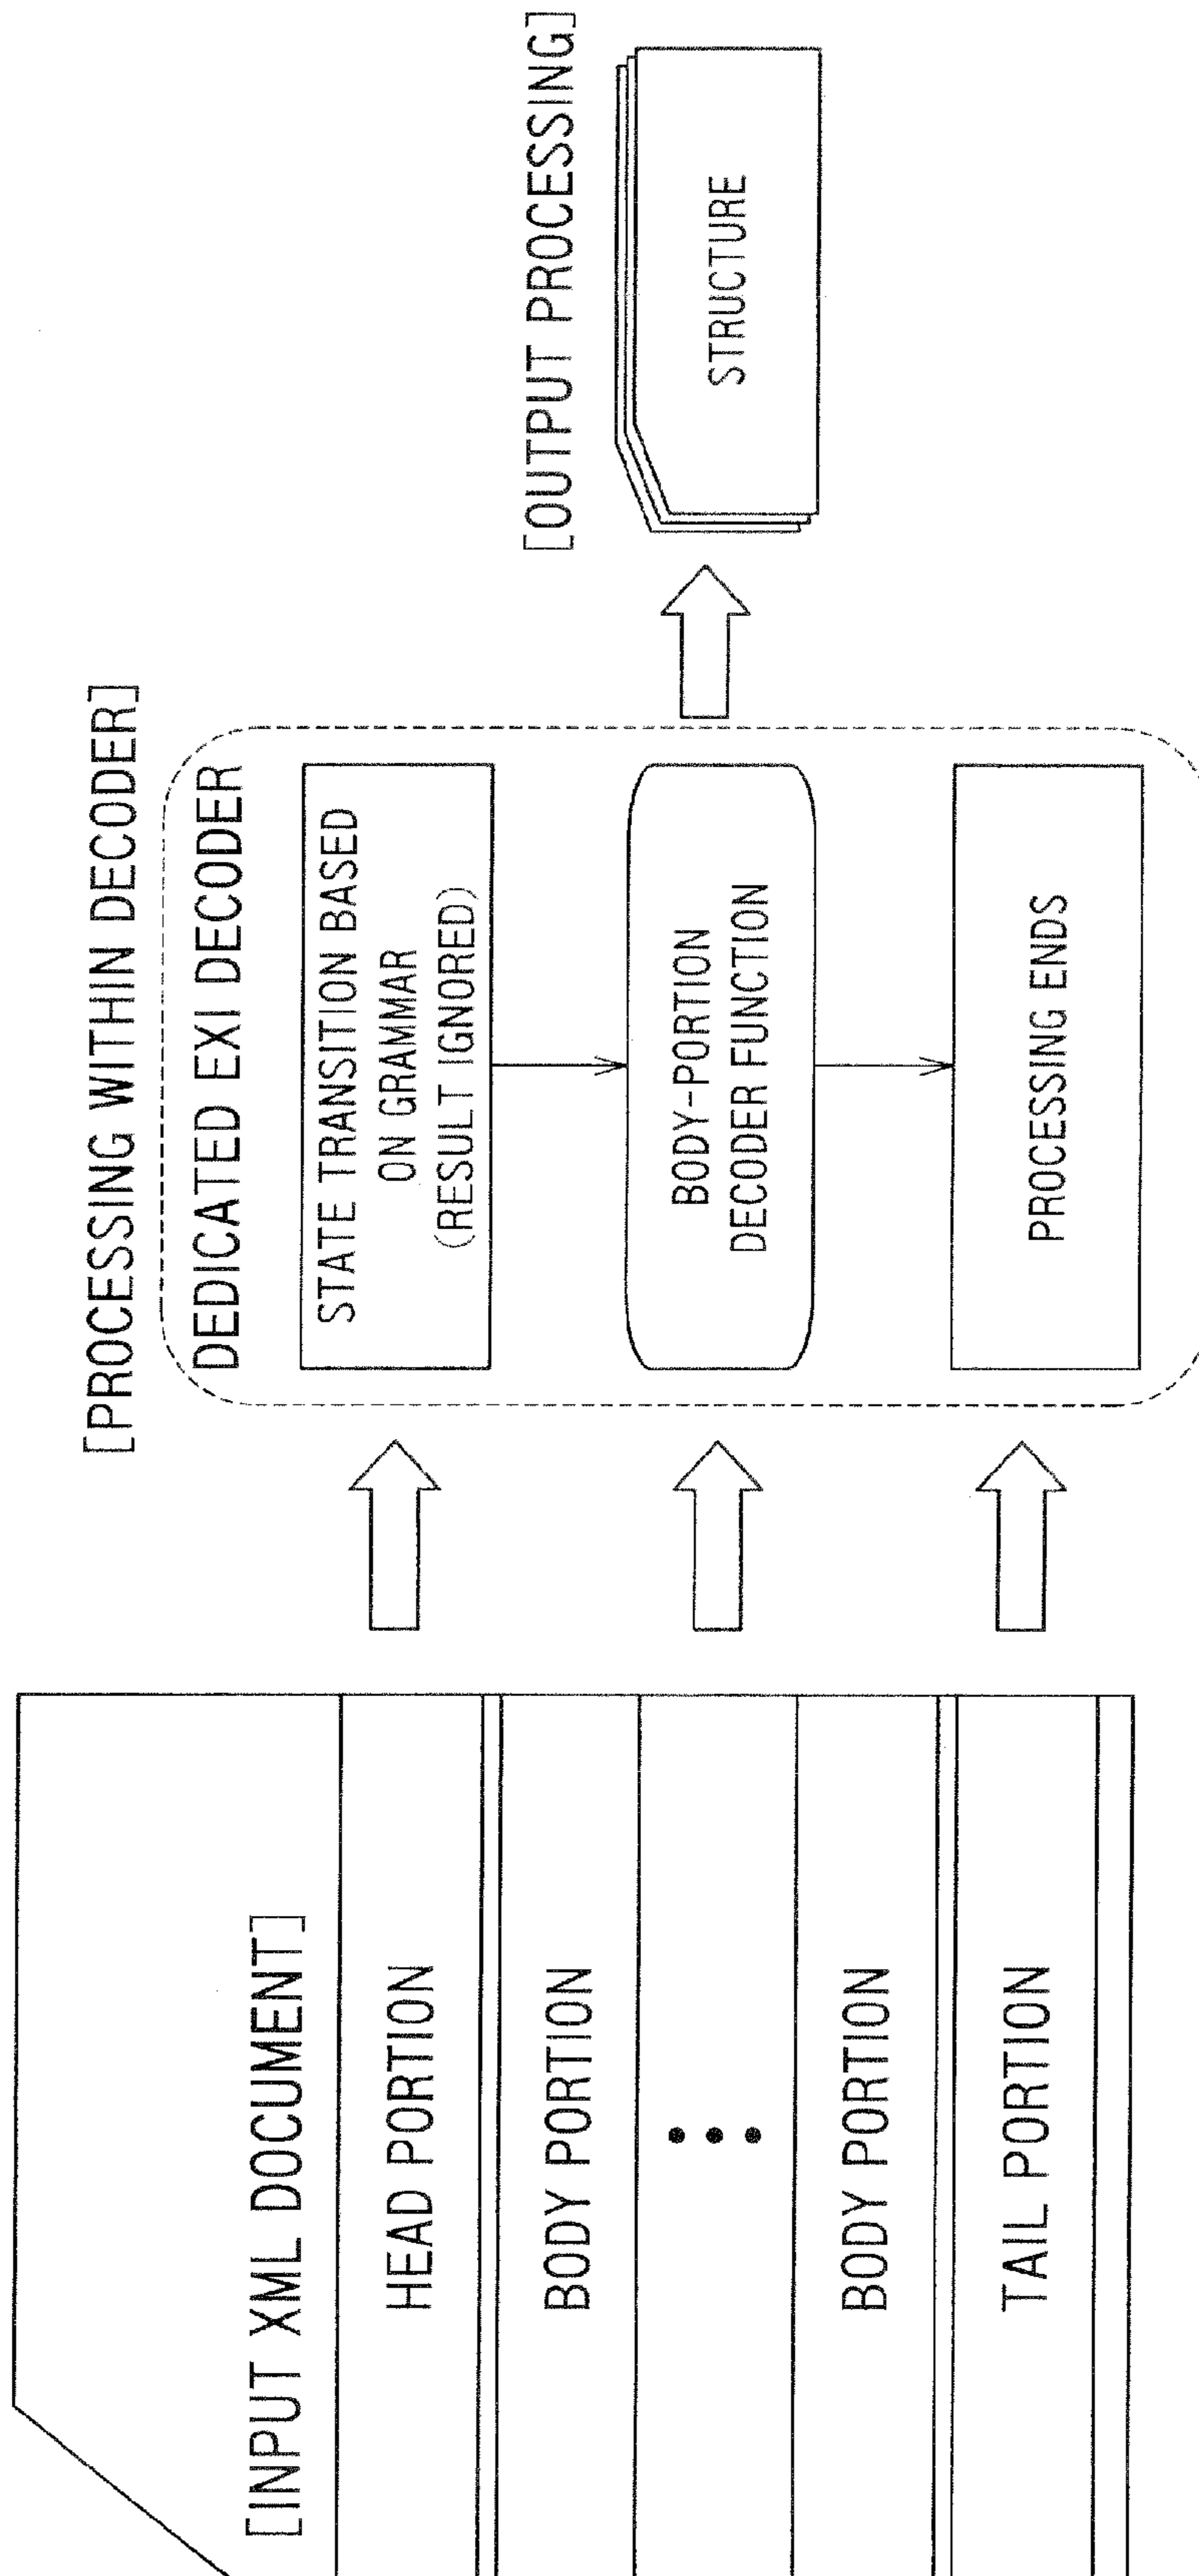 [INPUT XML DOCUMENT]
HEAD PORTION
BODY PORTION
BODY PORTION
TAIL PORTION
[PROCESSING WITHIN DECODER]
DEDICATED EXI DECODER
STATE TRANSITION BASED
ON GRAMMAR
(RESULT IGNORED)
BODY-PORTION
DECODER FUNCTION
PROCESSING ENDS
[OUTPUT PROCESSING]
STRUCTURE